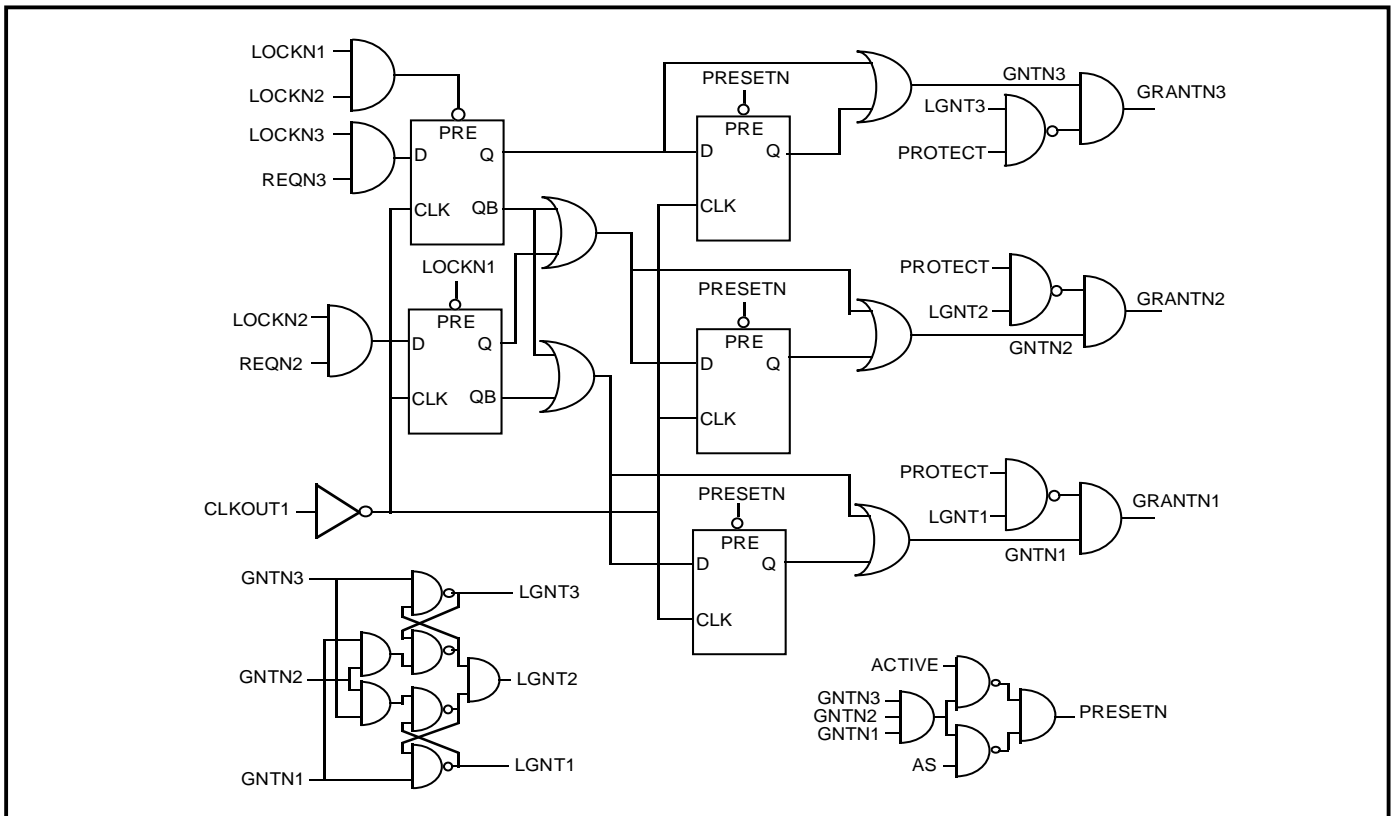 LOCKN1
LOCKN2
LOCKN3
REQN3
PRE
D
Q
CLK
QB
LOCKN1
LOCKN2
REQN2
PRE
D
Q
CLK
QB
CLKOUT1
PRESETN
PRE
D
Q
CLK
PRESETN
PRE
D
Q
CLK
PRESETN
PRE
D
Q
CLK
GNTN3
LGNT3
PROTECT
GRANTN3
PROTECT
LGNT2
GNTN2
GRANTN2
PROTECT
LGNT1
GNTN1
GRANTN1
GNTN3
LGNT3
GNTN2
LGNT2
GNTN1
LGNT1
ACTIVE
GNTN3
GNTN2
GNTN1
AS
PRESETN